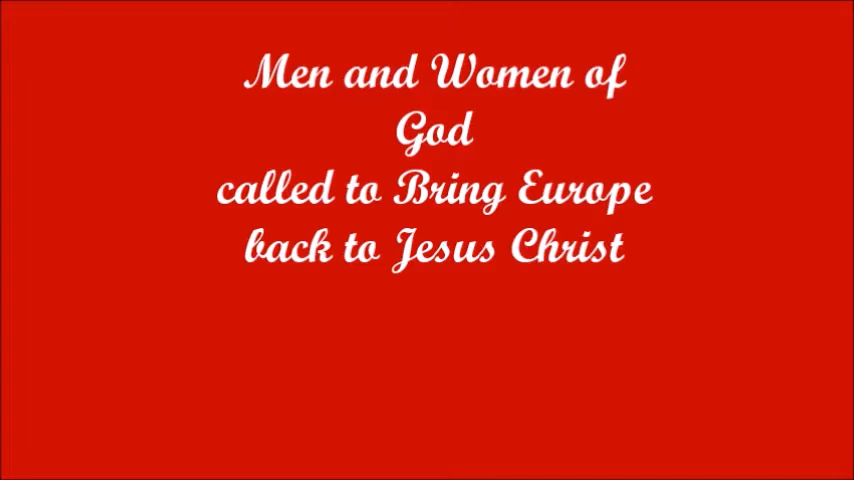 Men and Women of
God
called to Bring Europe
back to Jesus Christ